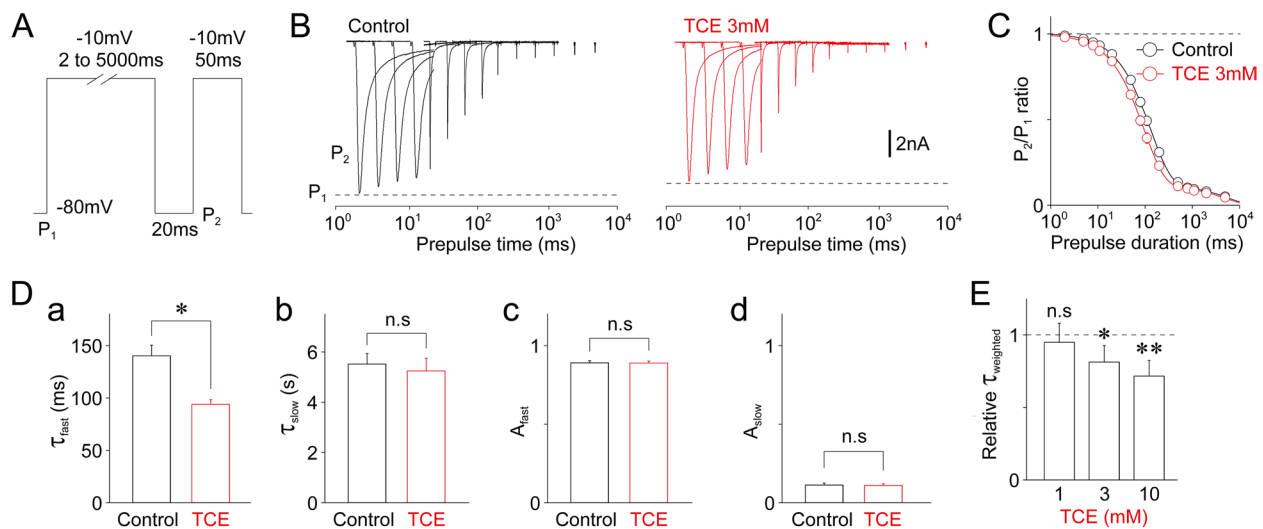 A
-10mV
2 to 5000ms
-10mV
50ms
-80mV
P1
20ms
P2
B
Control
P2
P1
10^0 10^1 10^2 10^3 10^4
Prepulse time (ms)
TCE 3mM
2nA
10^0 10^1 10^2 10^3 10^4
Prepulse time (ms)
C
Control
TCE 3mM
P2/P1 ratio
1
0
10^0 10^1 10^2 10^3 10^4
Prepulse duration (ms)
D
a
*
τfast (ms)
150
100
50
0
Control TCE
b
n.s
τslow (s)
6
4
2
0
Control TCE
c
n.s
Afast
1
0
Control TCE
d
n.s
Aslow
1
0
Control TCE
E
n.s
*
**
Relative τweighted
1
0
1 3 10
TCE (mM)